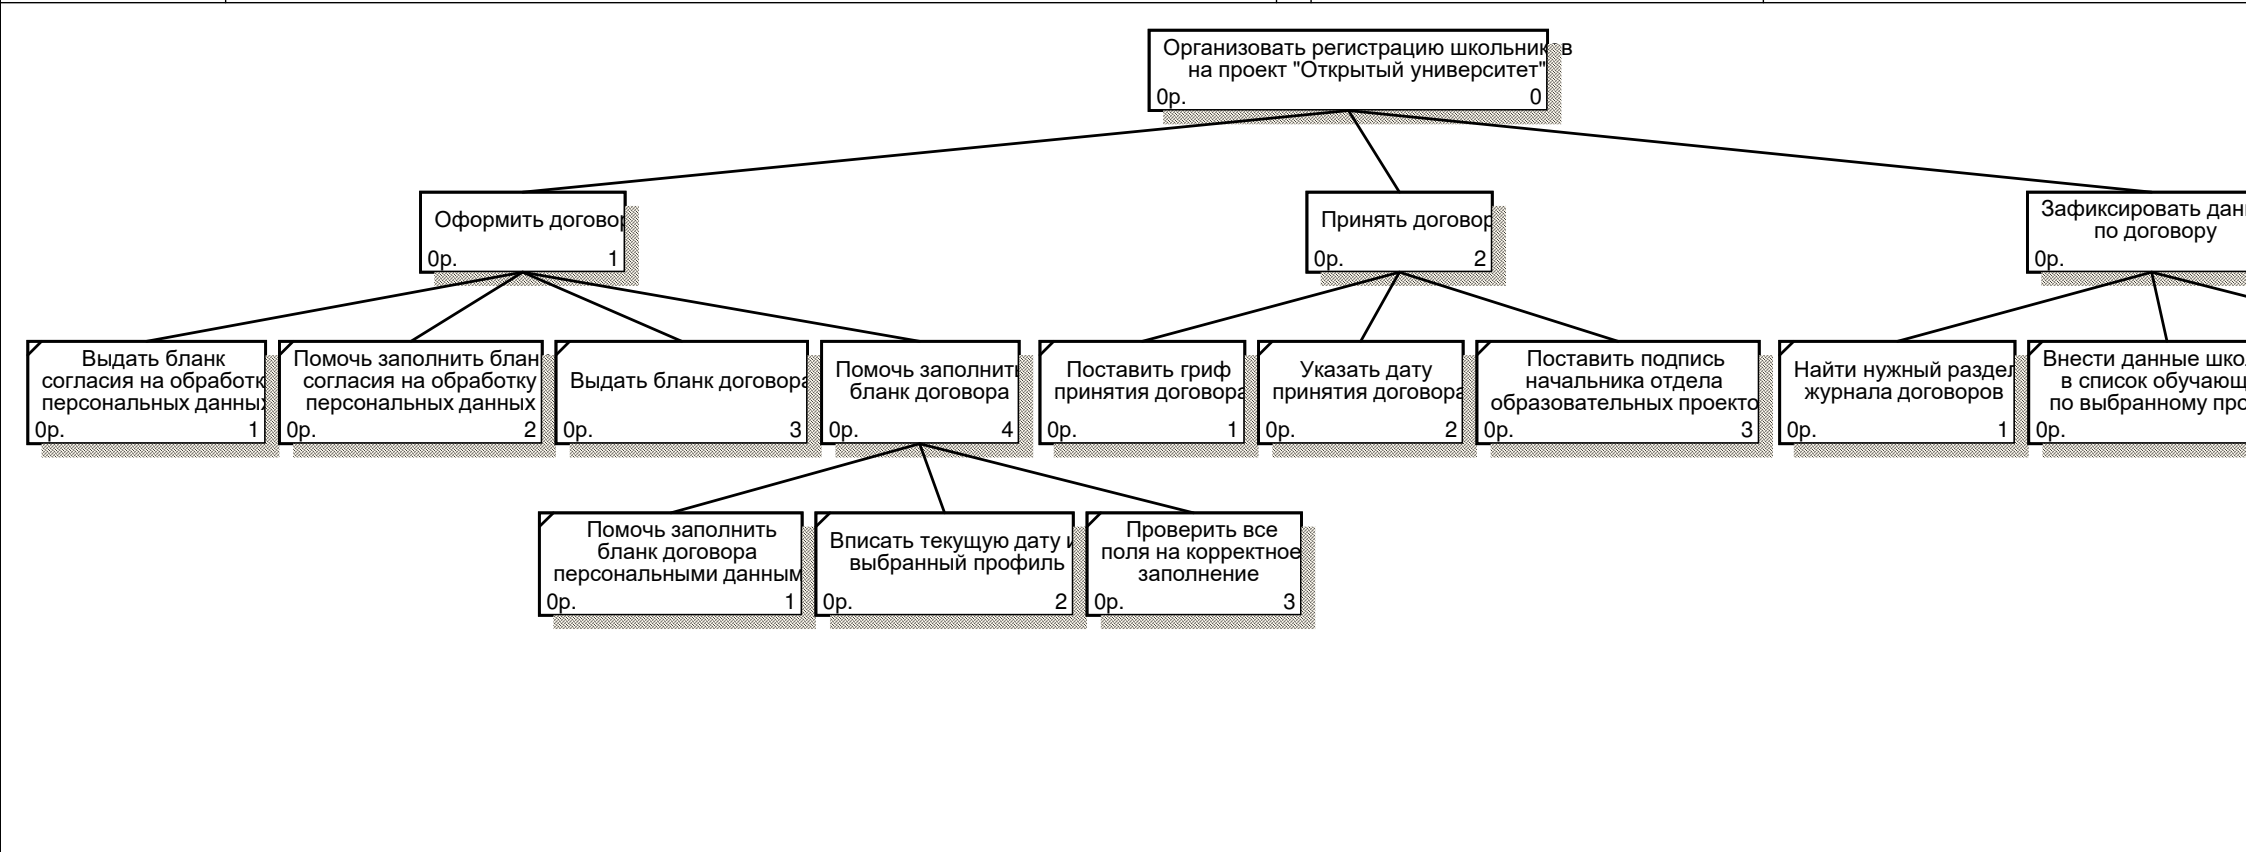 Организовать регистрацию школьников
на проект "Открытый университет"
0р. 0
Оформить договор
0р. 1
Принять договор
0р. 2
Зафиксировать дан
по договору
0р.
Выдать бланк
согласия на обработк
персональных данных
0р. 1
Помочь заполнить блан
согласия на обработку
персональных данных
0р. 2
Выдать бланк договора
0р. 3
Помочь заполнить
бланк договора
0р. 4
Поставить гриф
принятия договора
0р. 1
Указать дату
принятия договора
0р. 2
Поставить подпись
начальника отдела
образовательных проекто
0р. 3
Найти нужный раздел
журнала договоров
0р. 1
Внести данные шко
в список обучающ
по выбранному про
0р.
Помочь заполнить
бланк договора
персональными данным
0р. 1
Вписать текущую дату и
выбранный профиль
0р. 2
Проверить все
поля на корректное
заполнение
0р. 3